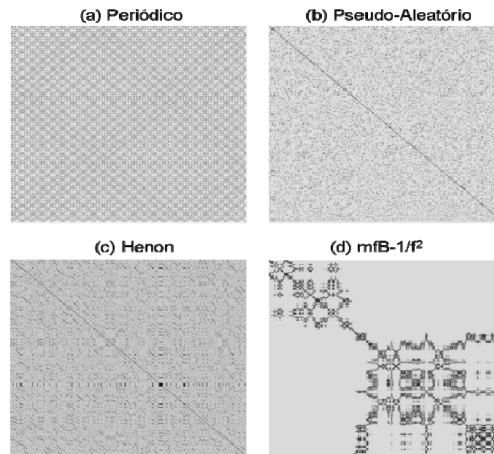 (a) Periódico
(b) Pseudo-Aleatório
(c) Henon
(d) mfB-1/f²